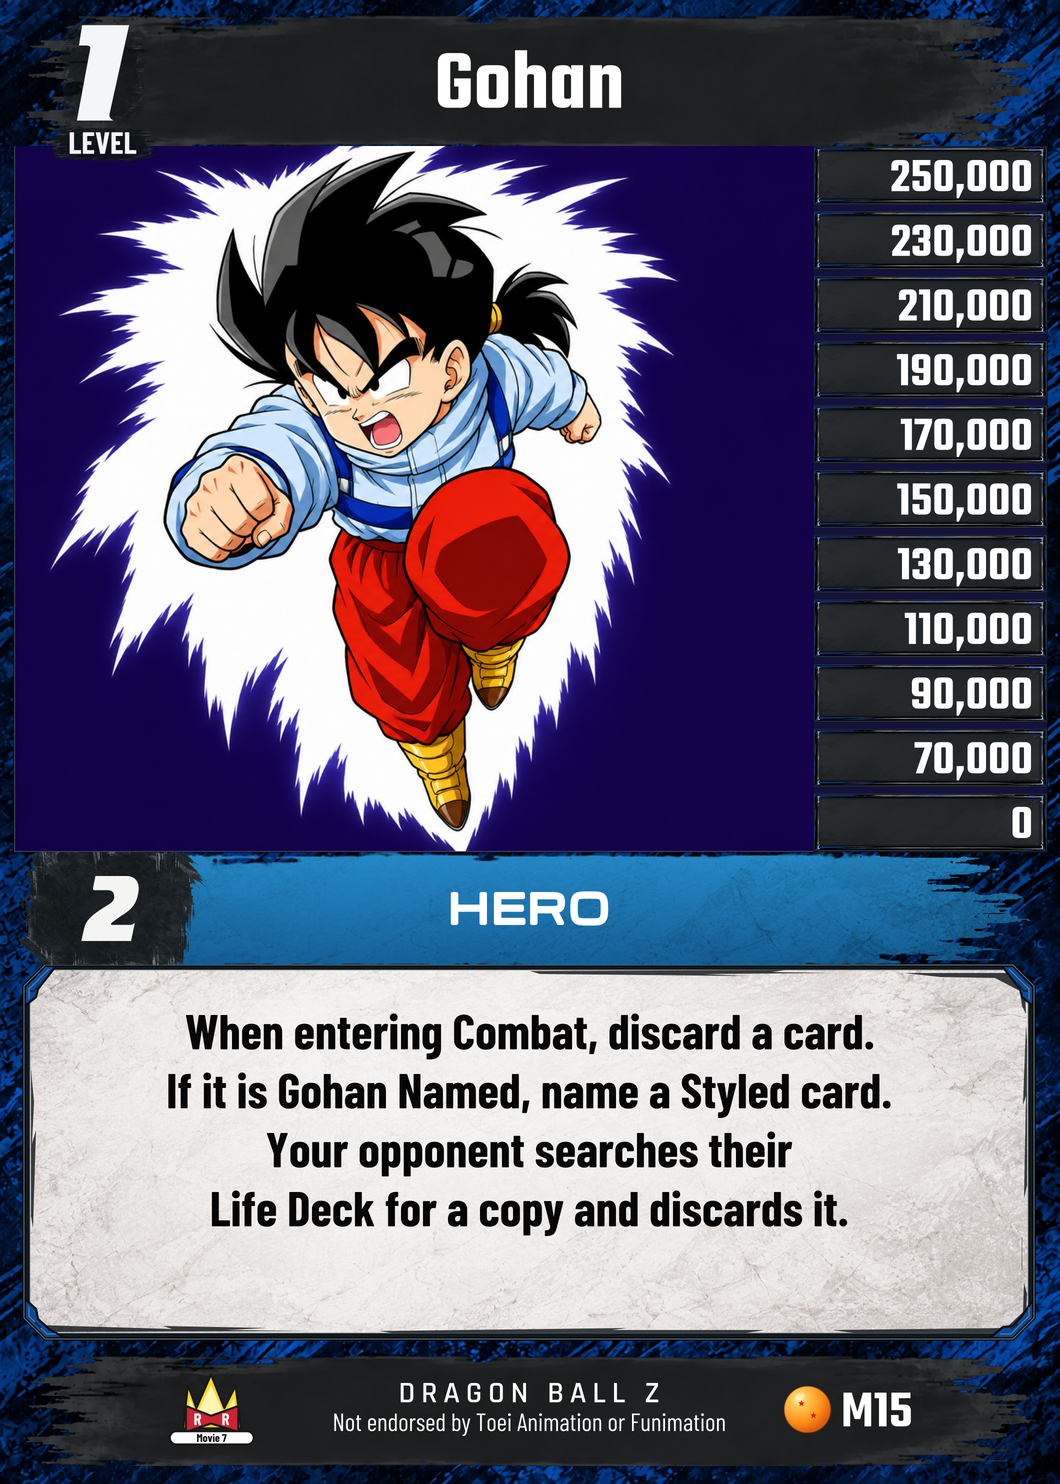 1
LEVEL
Gohan
250,000
230,000
210,000
190,000
170,000
150,000
130,000
110,000
90,000
70,000
0
2
HERO
When entering Combat, discard a card.
If it is Gohan Named, name a Styled card.
Your opponent searches their
Life Deck for a copy and discards it.
R R
Movie 7
DRAGON BALL Z
Not endorsed by Toei Animation or Funimation
M15